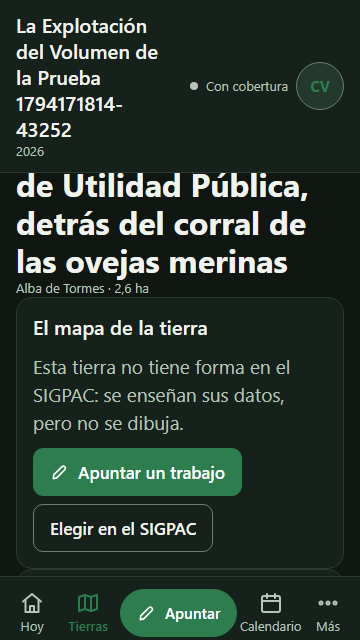 La Explotación
del Volumen de
la Prueba
1794171814-
43252
2026
Con cobertura
CV
de Utilidad Pública,
detrás del corral de
las ovejas merinas
Alba de Tormes · 2,6 ha
El mapa de la tierra
Esta tierra no tiene forma en el
SIGPAC: se enseñan sus datos,
pero no se dibuja.
Apuntar un trabajo
Elegir en el SIGPAC
Hoy
Tierras
Apuntar
Calendario
Más